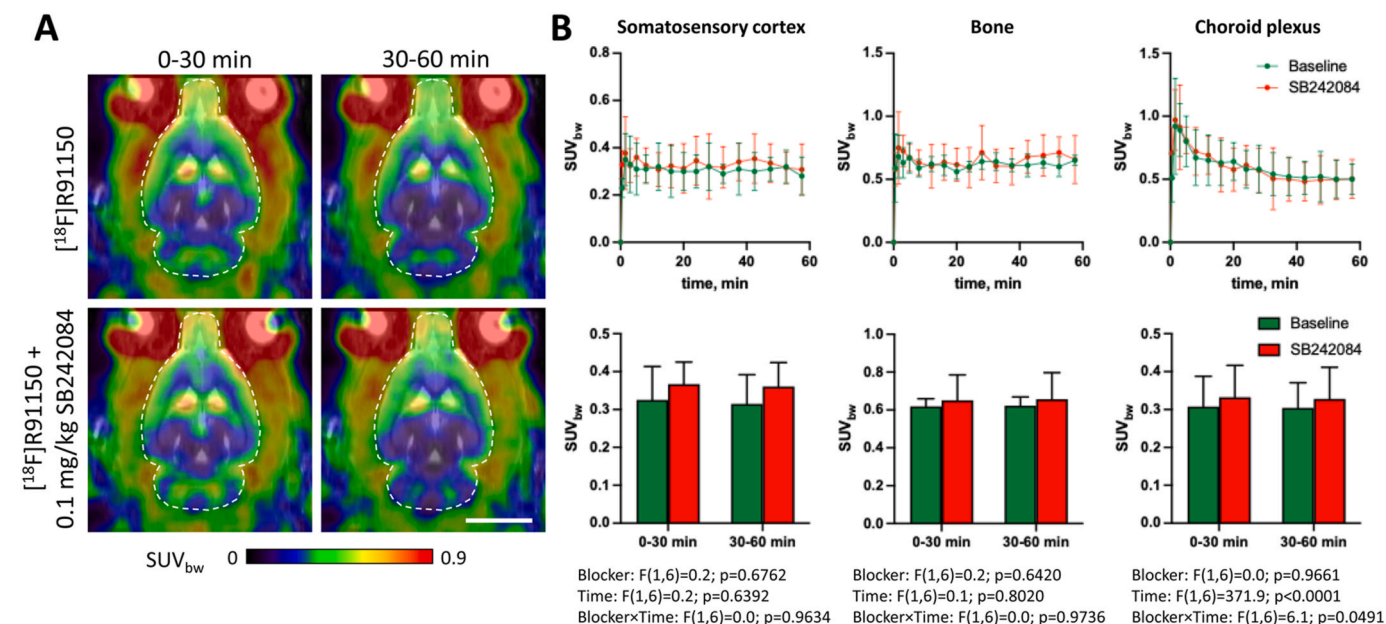 A
0-30 min
30-60 min
[¹⁸F]R91150
[¹⁸F]R91150 +
0.1 mg/kg SB242084
SUVbw
0
0.9
B
Somatosensory cortex
SUVbw
0.8
0.6
0.4
0.2
0.0
0
20
40
60
time, min
Bone
SUVbw
1.5
1.0
0.5
0.0
0
20
40
60
time, min
Choroid plexus
SUVbw
1.5
1.0
0.5
0.0
0
20
40
60
time, min
Baseline
SB242084
SUVbw
0.5
0.4
0.3
0.2
0.1
0.0
0-30 min
30-60 min
Blocker: F(1,6)=0.2; p=0.6762
Time: F(1,6)=0.2; p=0.6392
Blocker×Time: F(1,6)=0.0; p=0.9634
SUVbw
1.0
0.8
0.6
0.4
0.2
0.0
0-30 min
30-60 min
Blocker: F(1,6)=0.2; p=0.6420
Time: F(1,6)=0.1; p=0.8020
Blocker×Time: F(1,6)=0.0; p=0.9736
SUVbw
0.5
0.4
0.3
0.2
0.1
0.0
Baseline
SB242084
0-30 min
30-60 min
Blocker: F(1,6)=0.0; p=0.9661
Time: F(1,6)=371.9; p<0.0001
Blocker×Time: F(1,6)=6.1; p=0.0491